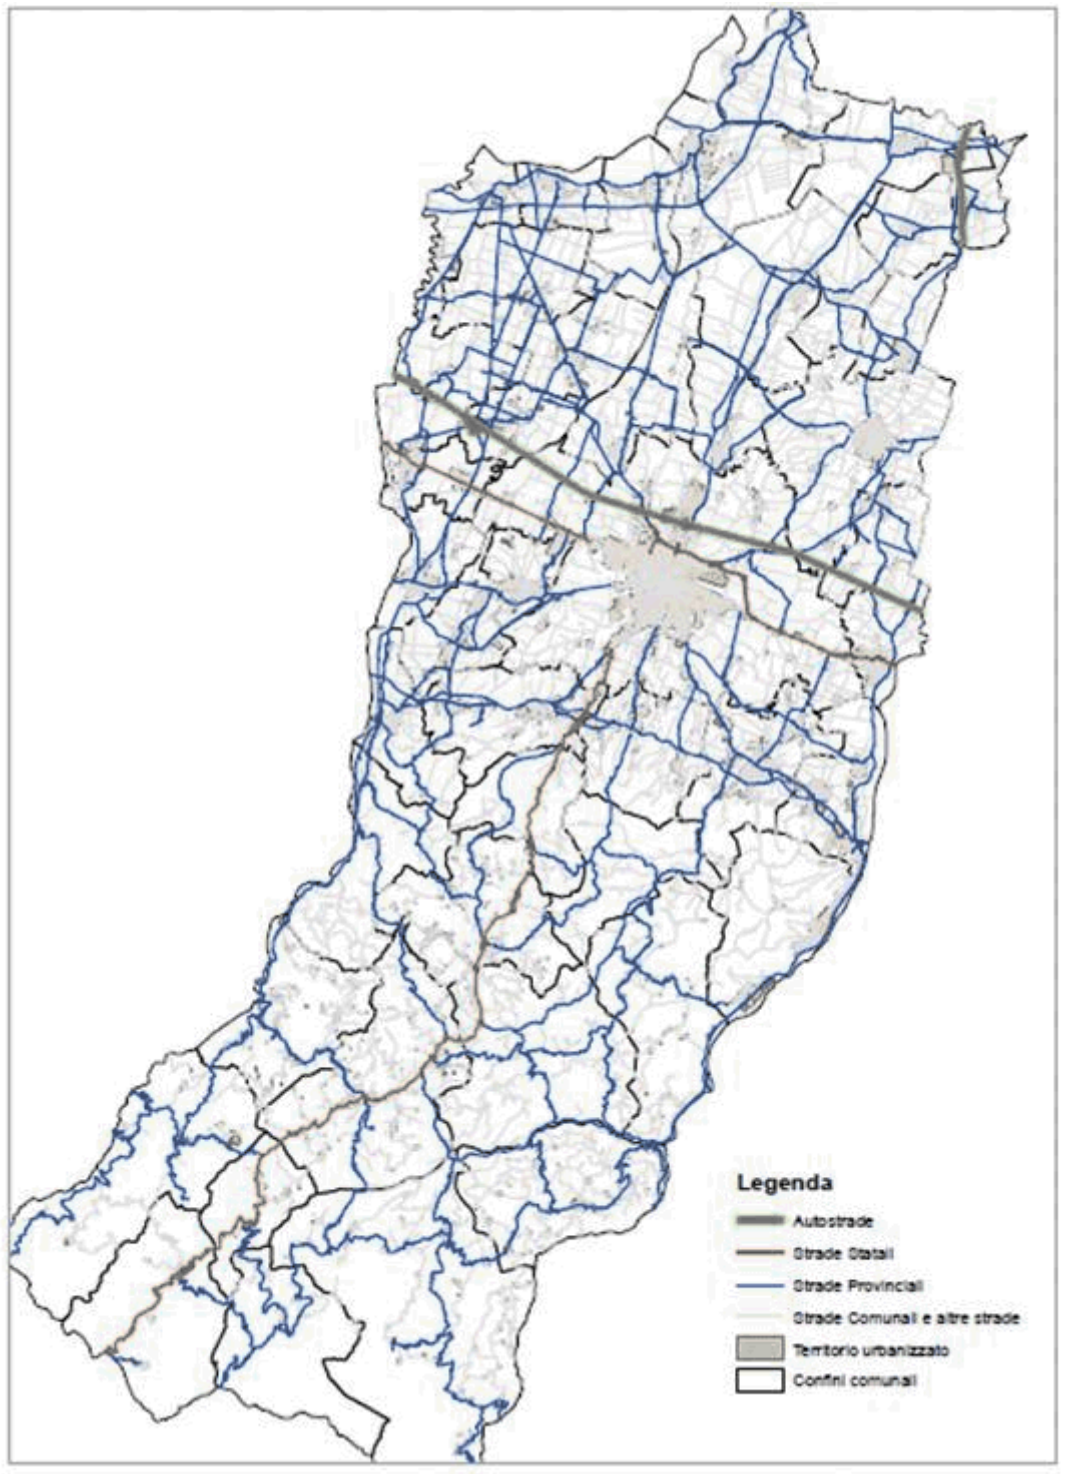 Legenda
Autostrade
Strade Statali
Strade Provinciali
Strade Comunali e altre strade
Territorio urbanizzato
Confini comunali